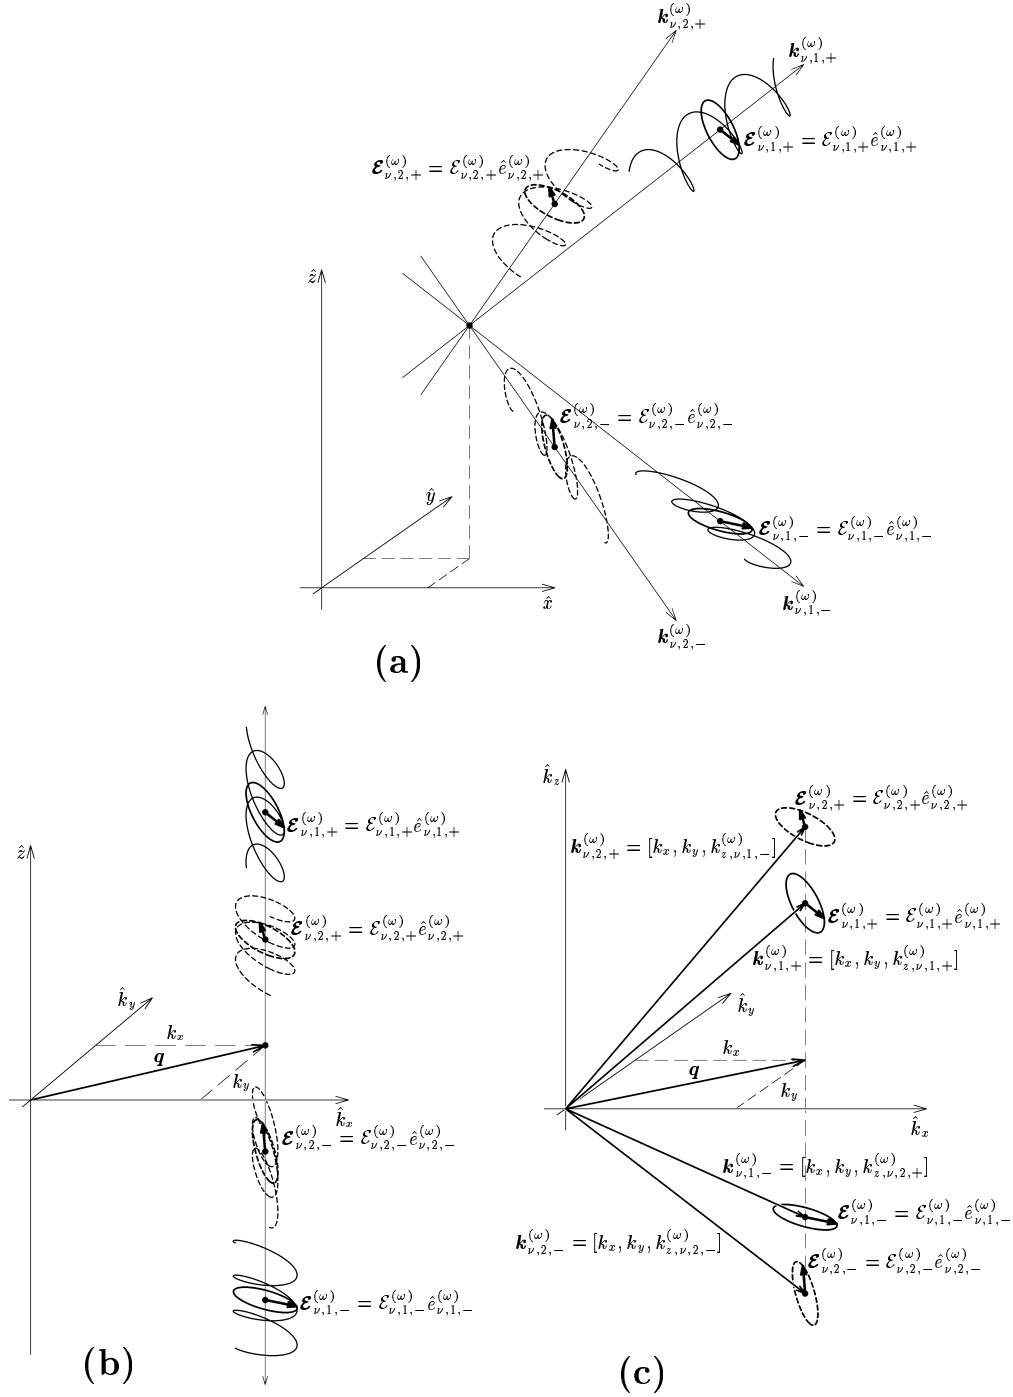 𝒌_{ν,2,+}^{(ω)}
𝒌_{ν,1,+}^{(ω)}
𝓔_{ν,1,+}^{(ω)} = ℰ_{ν,1,+}^{(ω)} ê_{ν,1,+}^{(ω)}
𝓔_{ν,2,+}^{(ω)} = ℰ_{ν,2,+}^{(ω)} ê_{ν,2,+}^{(ω)}
ẑ
𝓔_{ν,2,−}^{(ω)} = ℰ_{ν,2,−}^{(ω)} ê_{ν,2,−}^{(ω)}
ŷ
𝓔_{ν,1,−}^{(ω)} = ℰ_{ν,1,−}^{(ω)} ê_{ν,1,−}^{(ω)}
x̂
𝒌_{ν,1,−}^{(ω)}
𝒌_{ν,2,−}^{(ω)}
(a)
𝓔_{ν,1,+}^{(ω)} = ℰ_{ν,1,+}^{(ω)} ê_{ν,1,+}^{(ω)}
ẑ
𝓔_{ν,2,+}^{(ω)} = ℰ_{ν,2,+}^{(ω)} ê_{ν,2,+}^{(ω)}
k̂_y
k_x
𝒒
k_y
k̂_x
𝓔_{ν,2,−}^{(ω)} = ℰ_{ν,2,−}^{(ω)} ê_{ν,2,−}^{(ω)}
𝓔_{ν,1,−}^{(ω)} = ℰ_{ν,1,−}^{(ω)} ê_{ν,1,−}^{(ω)}
(b)
k̂_z
𝓔_{ν,2,+}^{(ω)} = ℰ_{ν,2,+}^{(ω)} ê_{ν,2,+}^{(ω)}
𝒌_{ν,2,+}^{(ω)} = [k_x, k_y, k_{z,ν,1,−}^{(ω)}]
𝓔_{ν,1,+}^{(ω)} = ℰ_{ν,1,+}^{(ω)} ê_{ν,1,+}^{(ω)}
𝒌_{ν,1,+}^{(ω)} = [k_x, k_y, k_{z,ν,1,+}^{(ω)}]
k̂_y
k_x
𝒒
k_y
k̂_x
𝒌_{ν,1,−}^{(ω)} = [k_x, k_y, k_{z,ν,2,+}^{(ω)}]
𝓔_{ν,1,−}^{(ω)} = ℰ_{ν,1,−}^{(ω)} ê_{ν,1,−}^{(ω)}
𝒌_{ν,2,−}^{(ω)} = [k_x, k_y, k_{z,ν,2,−}^{(ω)}]
𝓔_{ν,2,−}^{(ω)} = ℰ_{ν,2,−}^{(ω)} ê_{ν,2,−}^{(ω)}
(c)